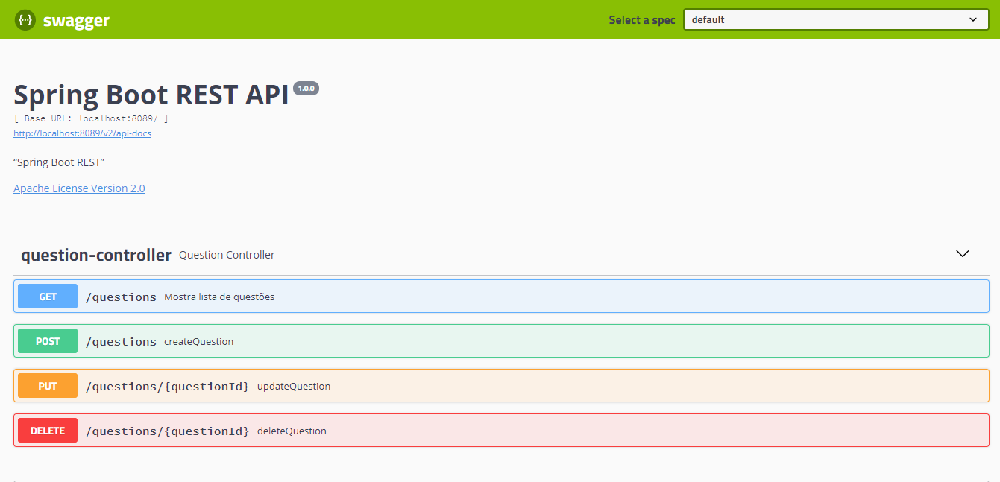 swagger
Select a spec default
Spring Boot REST API 1.0.0
[ Base URL: localhost:8089/ ]
http://localhost:8089/v2/api-docs
“Spring Boot REST”
Apache License Version 2.0
question-controller Question Controller
GET /questions Mostra lista de questões
POST /questions createQuestion
PUT /questions/{questionId} updateQuestion
DELETE /questions/{questionId} deleteQuestion